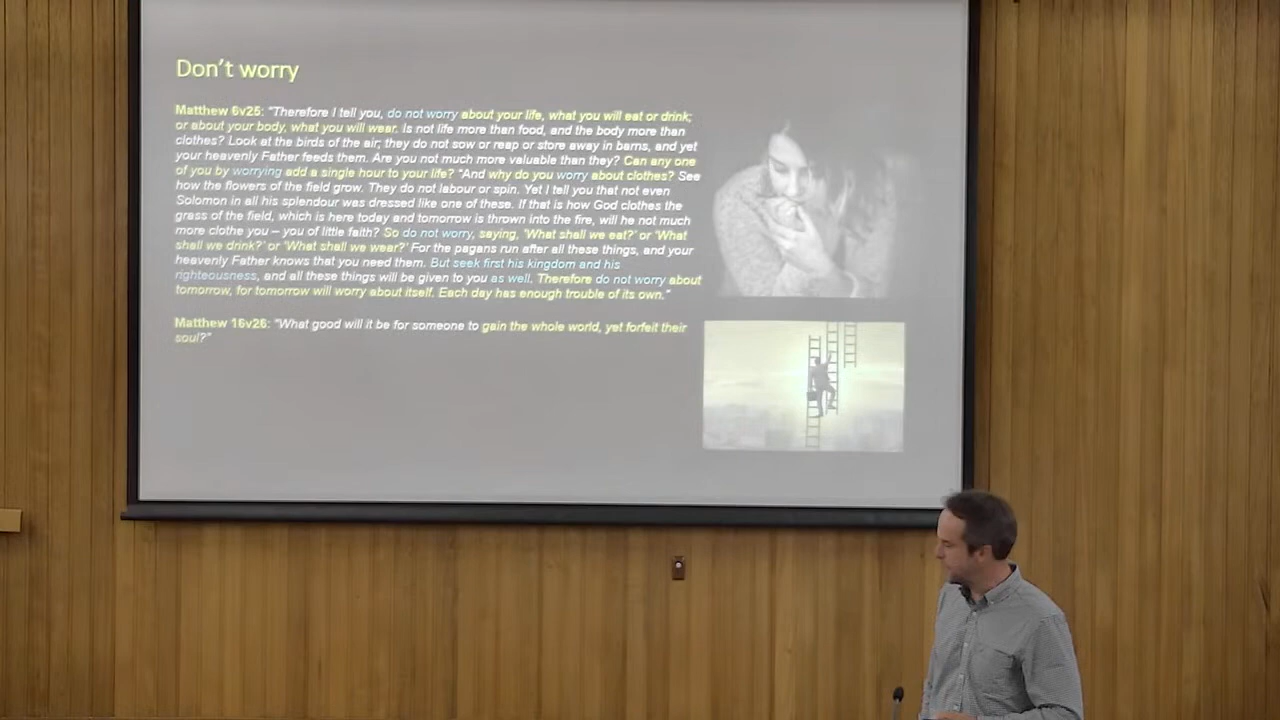 Don't worry
Matthew 6v25: "Therefore I tell you, do not worry about your life, what you will eat or drink;
or about your body, what you will wear. Is not life more than food, and the body more than
clothes? Look at the birds of the air; they do not sow or reap or store away in barns, and yet
your heavenly Father feeds them. Are you not much more valuable than they? Can any one
of you by worrying add a single hour to your life? "And why do you worry about clothes? See
how the flowers of the field grow. They do not labour or spin. Yet I tell you that not even
Solomon in all his splendour was dressed like one of these. If that is how God clothes the
grass of the field, which is here today and tomorrow is thrown into the fire, will he not much
more clothe you – you of little faith? So do not worry, saying, 'What shall we eat?' or 'What
shall we drink?' or 'What shall we wear?' For the pagans run after all these things, and your
heavenly Father knows that you need them. But seek first his kingdom and his
righteousness, and all these things will be given to you as well. Therefore do not worry about
tomorrow, for tomorrow will worry about itself. Each day has enough trouble of its own."
Matthew 16v26: "What good will it be for someone to gain the whole world, yet forfeit their
soul?"